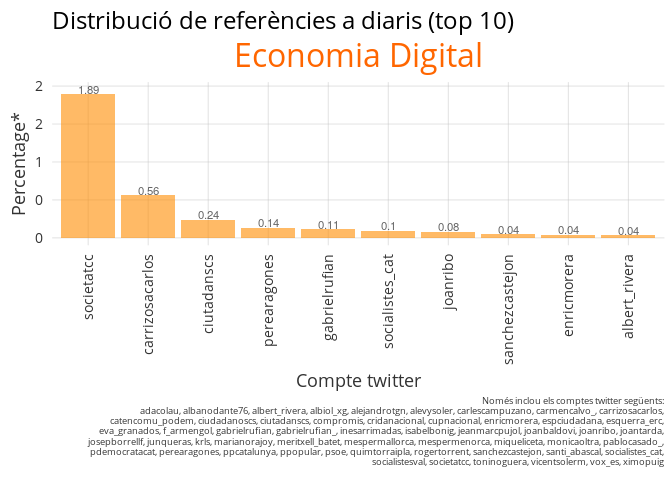 Distribució de referències a diaris (top 10)
Economia Digital
Percentage*
2
2
1
0
0
1.89
0.56
0.24
0.14
0.11
0.1
0.08
0.04
0.04
0.04
societatcc
carrizosacarlos
ciutadanscs
perearagones
gabrielrufian
socialistes_cat
joanribo
sanchezcastejon
enricmorera
albert_rivera
Compte twitter
Només inclou els comptes twitter següents:
adacolau, albanodante76, albert_rivera, albiol_xg, alejandrotgn, alevysoler, carlescampuzano, carmencalvo_, carrizosacarlos,
catencomu_podem, ciudadanoscs, ciutadanscs, compromis, cridanacional, cupnacional, enricmorera, espciudadana, esquerra_erc,
eva_granados, f_armengol, gabrielrufian, gabrielrufian_, inesarrimadas, isabelbonig, jeanmarcpujol, joanbaldovi, joanribo, joantarda,
josepborrellf, junqueras, krls, marianorajoy, meritxell_batet, mespermallorca, mespermenorca, miqueliceta, monicaoltra, pablocasado_,
pdemocratacat, perearagones, ppcatalunya, ppopular, psoe, quimtorraipla, rogertorrent, sanchezcastejon, santi_abascal, socialistes_cat,
socialistesval, societatcc, toninoguera, vicentsolerm, vox_es, ximopuig